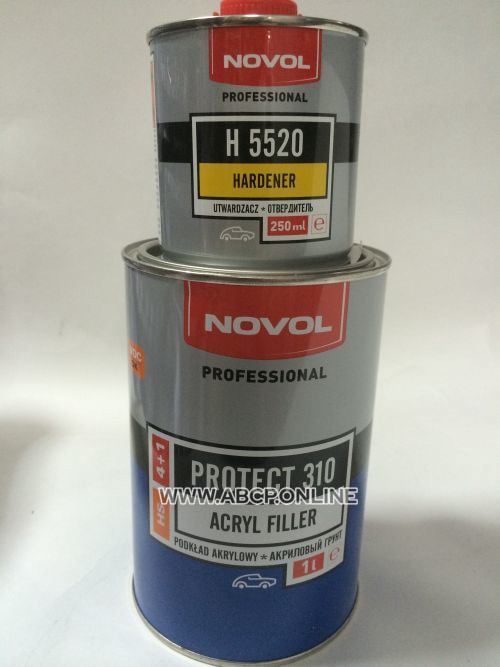 NOVOL
PROFESSIONAL
H 5520
HARDENER
UTWARDZACZ * ОТВЕРДИТЕЛЬ
250 ml e
NOVOL
PROFESSIONAL
HS 4+1
PROTECT 310
WWW.ABCP.ONLINE
ACRYL FILLER
PODKŁAD AKRYLOWY * АКРИЛОВЫЙ ГРУНТ
1L e